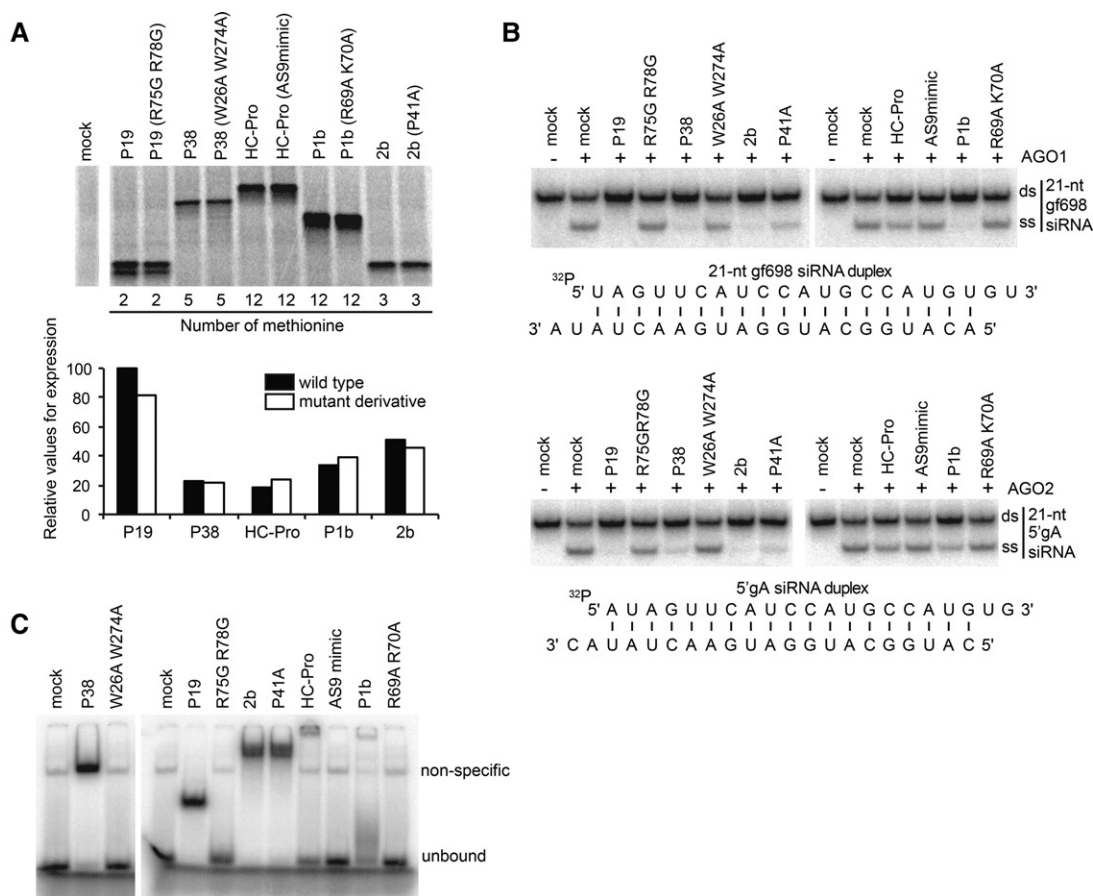 A
mock
P19
P19 (R75G R78G)
P38
P38 (W26A W274A)
HC-Pro
HC-Pro (AS9mimic)
P1b
P1b (R69A K70A)
2b
2b (P41A)
2 2 5 5 12 12 12 12 3 3
Number of methionine
Relative values for expression
100
80
60
40
20
0
wild type
mutant derivative
P19 P38 HC-Pro P1b 2b
B
mock
mock
P19
R75G R78G
P38
W26A W274A
2b
P41A
mock
mock
HC-Pro
AS9mimic
P1b
R69A K70A
- + + + + + + + - + + + + + AGO1
ds
ss
21-nt
gf698
siRNA
21-nt gf698 siRNA duplex
32P
5' U A G U U C A U C C A U G C C A U G U G U 3'
3' A U A U C A A G U A G G U A C G G U A C A 5'
mock
mock
P19
R75GR78G
P38
W26A W274A
2b
P41A
mock
mock
HC-Pro
AS9mimic
P1b
R69A K70A
- + + + + + + + - + + + + + AGO2
ds
ss
21-nt
5'gA
siRNA
5'gA siRNA duplex
32P
5' A U A G U U C A U C C A U G C C A U G U G 3'
3' C A U A U C A A G U A G G U A C G G U A C 5'
C
mock
P38
W26A W274A
mock
P19
R75G R78G
2b
P41A
HC-Pro
AS9 mimic
P1b
R69A R70A
non-specific
unbound